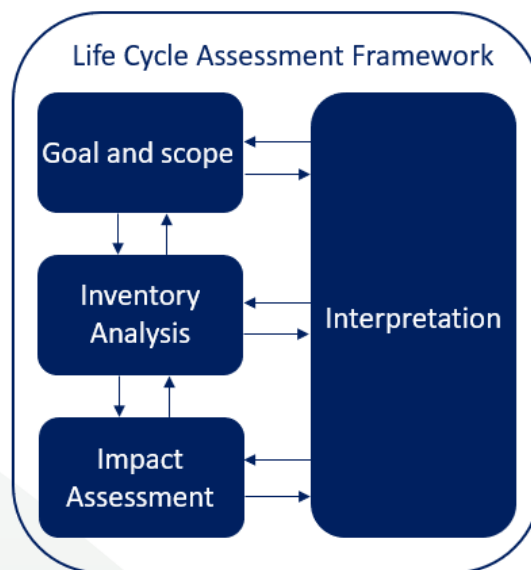 Life Cycle Assessment Framework
Goal and scope
Inventory
Analysis
Interpretation
Impact
Assessment